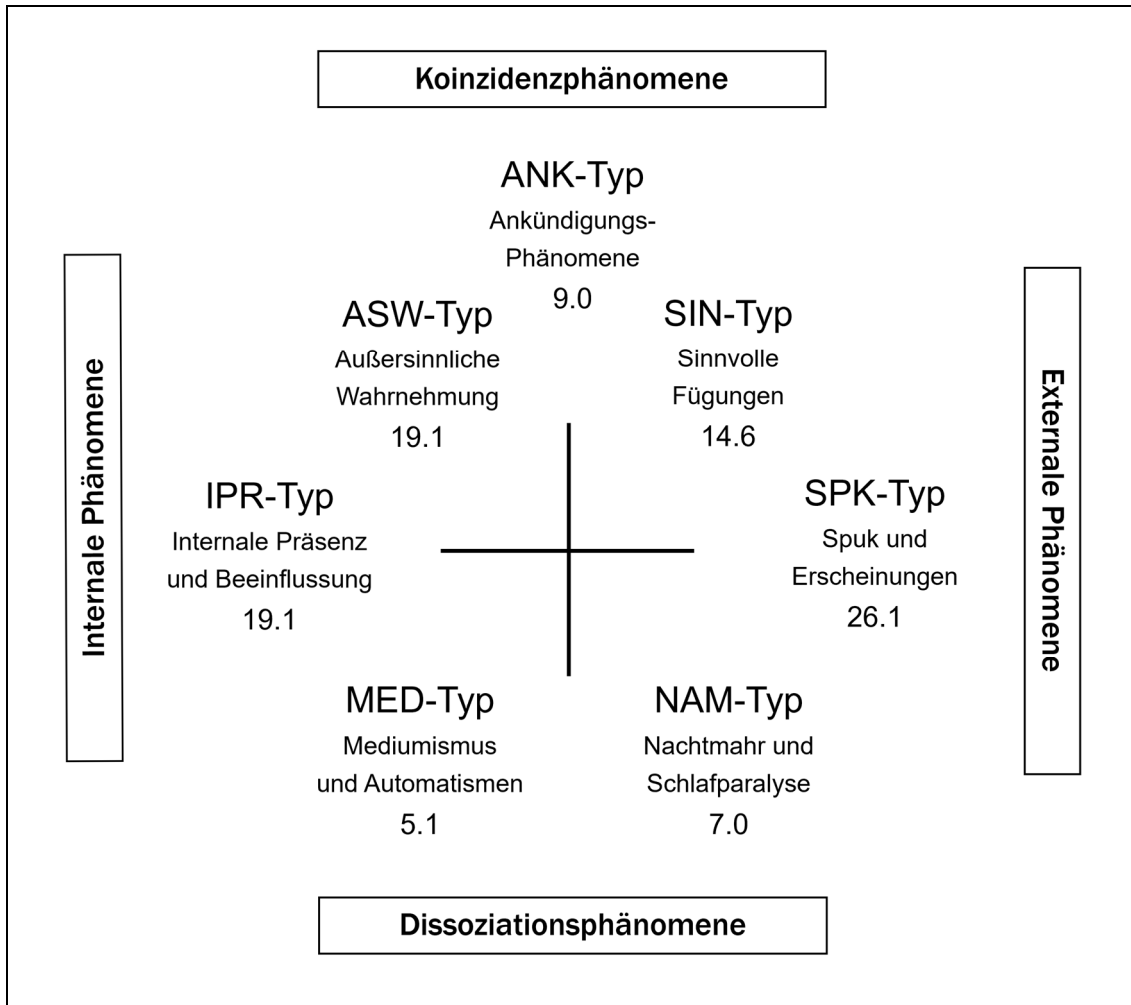 Koinzidenzphänomene
ANK-Typ
Ankündigungs-
Phänomene
9.0
ASW-Typ
Außersinnliche
Wahrnehmung
19.1
SIN-Typ
Sinnvolle
Fügungen
14.6
Internale Phänomene
Externale Phänomene
IPR-Typ
Internale Präsenz
und Beeinflussung
19.1
SPK-Typ
Spuk und
Erscheinungen
26.1
MED-Typ
Mediumismus
und Automatismen
5.1
NAM-Typ
Nachtmahr und
Schlafparalyse
7.0
Dissoziationsphänomene